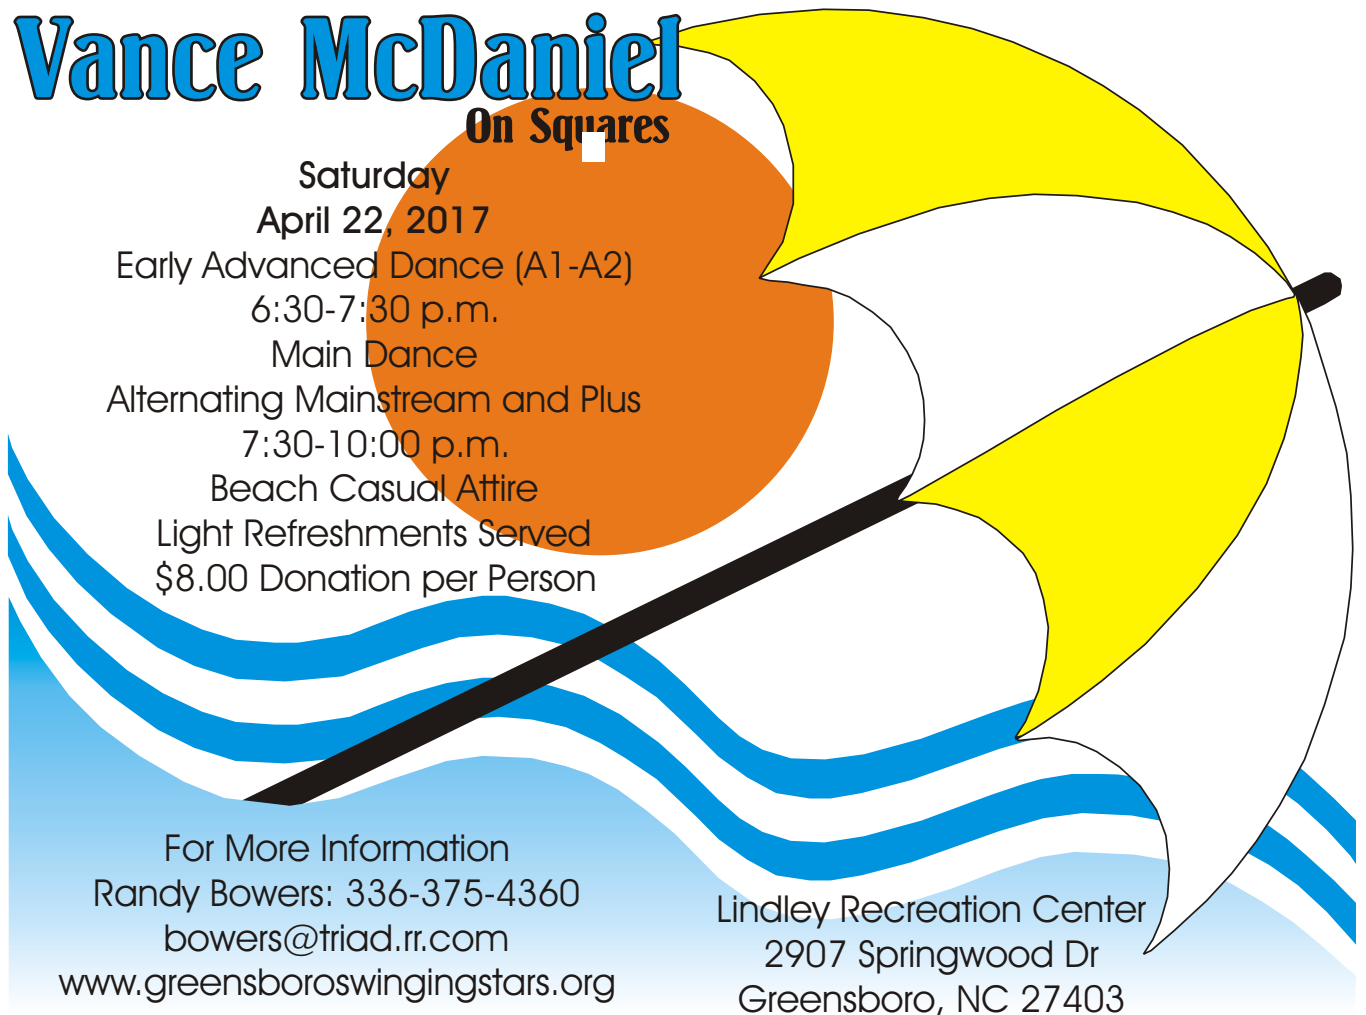 Vance McDaniel
On Squares
Saturday
April 22, 2017
Early Advanced Dance (A1-A2)
6:30-7:30 p.m.
Main Dance
Alternating Mainstream and Plus
7:30-10:00 p.m.
Beach Casual Attire
Light Refreshments Served
$8.00 Donation per Person
For More Information
Randy Bowers: 336-375-4360
bowers@triad.rr.com
www.greensboroswingingstars.org
Lindley Recreation Center
2907 Springwood Dr
Greensboro, NC 27403